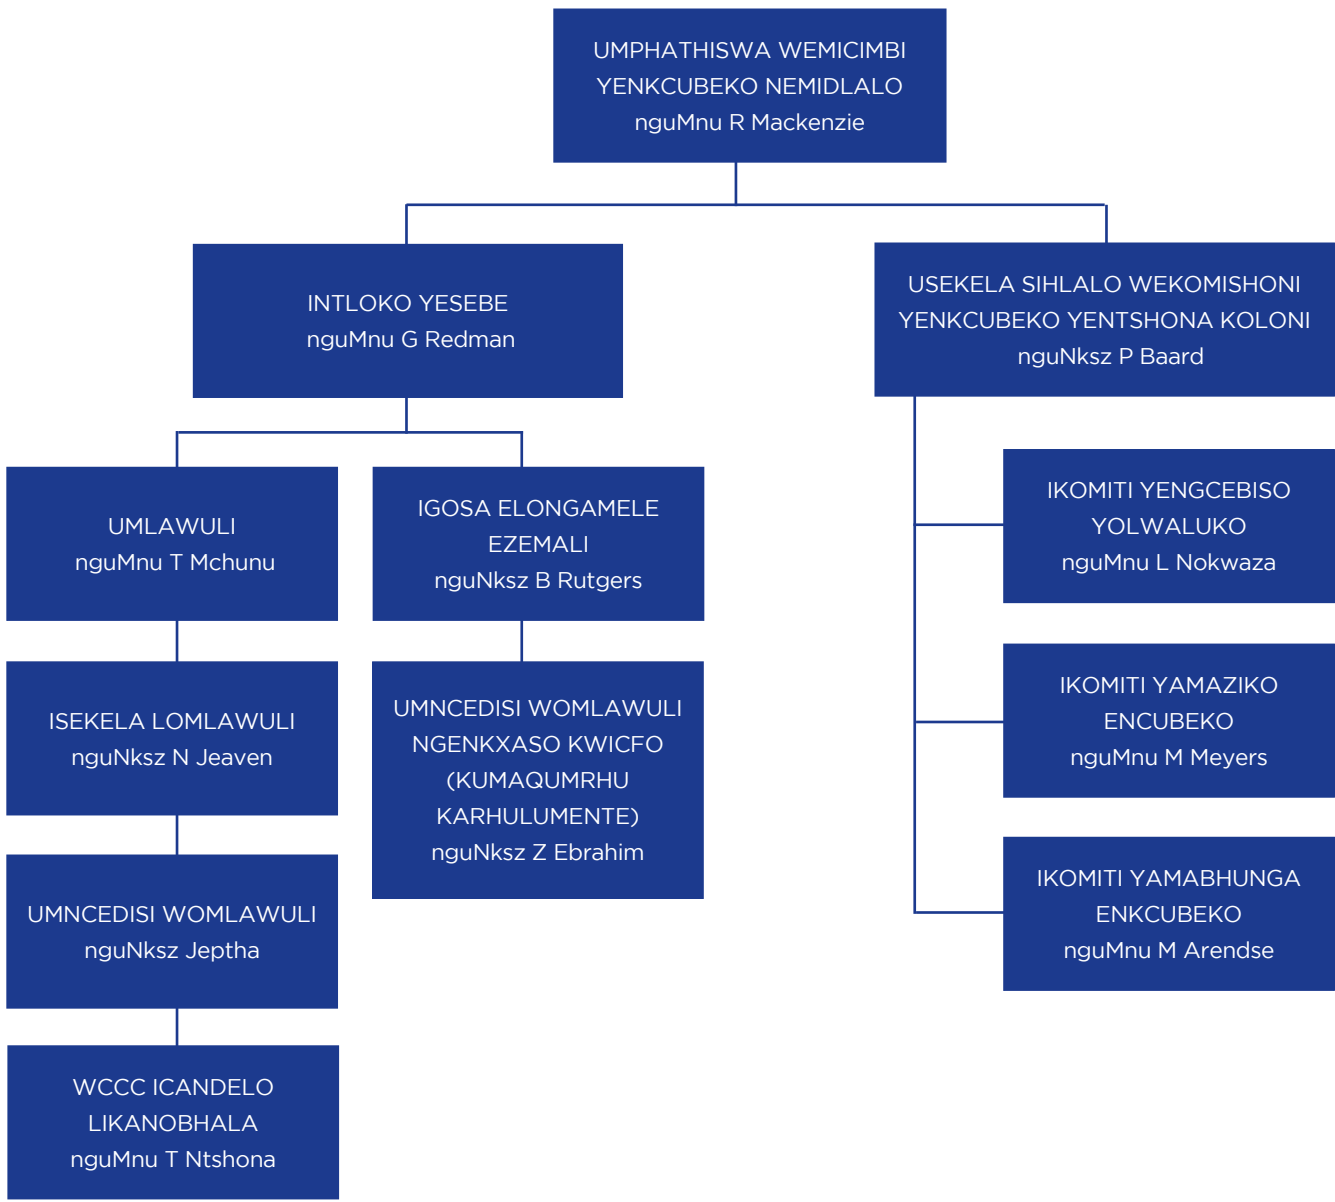 UMPHATHISWA WEMICIMBI
YENKCUBEKO NEMIDLALO
nguMnu R Mackenzie
INTLOKO YESEBE
nguMnu G Redman
USEKELA SIHLALO WEKOMISHONI
YENKCUBEKO YENTSHONA KOLONI
nguNksz P Baard
UMLAWULI
nguMnu T Mchunu
IGOSA ELONGAMELE
EZEMALI
nguNksz B Rutgers
IKOMITI YENGCEBISO
YOLWALUKO
nguMnu L Nokwaza
ISEKELA LOMLAWULI
nguNksz N Jeaven
UMNCEDISI WOMLAWULI
NGENKXASO KWICFO
(KUMAQUMRHU
KARHULUMENTE)
nguNksz Z Ebrahim
IKOMITI YAMAZIKO
ENCUBEKO
nguMnu M Meyers
UMNCEDISI WOMLAWULI
nguNksz Jeptha
IKOMITI YAMABHUNGA
ENKCUBEKO
nguMnu M Arendse
WCCC ICANDELO
LIKANOBHALA
nguMnu T Ntshona